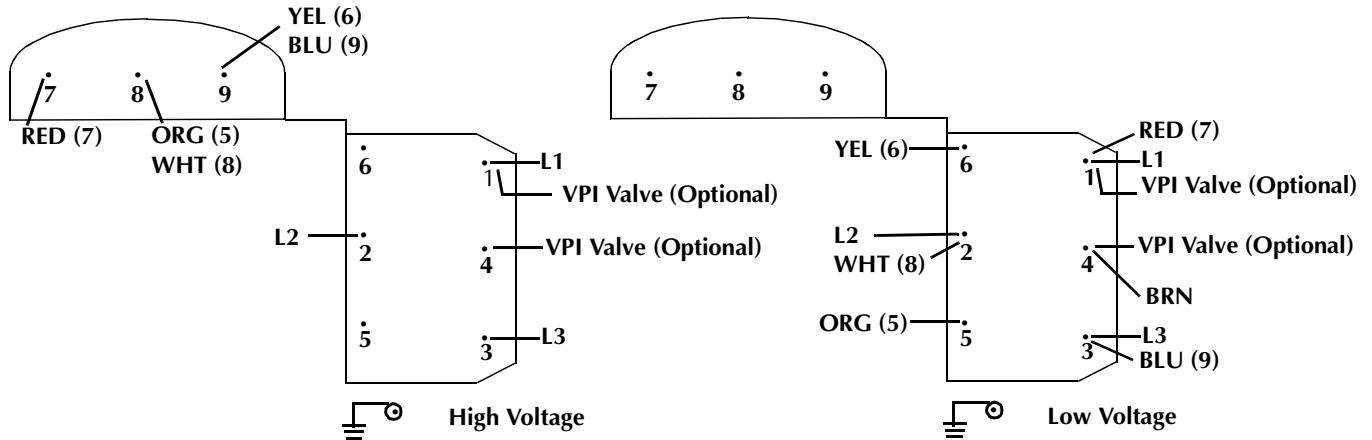 YEL (6)
BLU (9)
7
8
9
RED (7)
ORG (5)
WHT (8)
6
1
L1
VPI Valve (Optional)
L2
2
4
VPI Valve (Optional)
5
3
L3
High Voltage
7
8
9
YEL (6)
6
RED (7)
L1
1
VPI Valve (Optional)
L2
WHT (8)
2
4
VPI Valve (Optional)
BRN
ORG (5)
5
3
L3
BLU (9)
Low Voltage